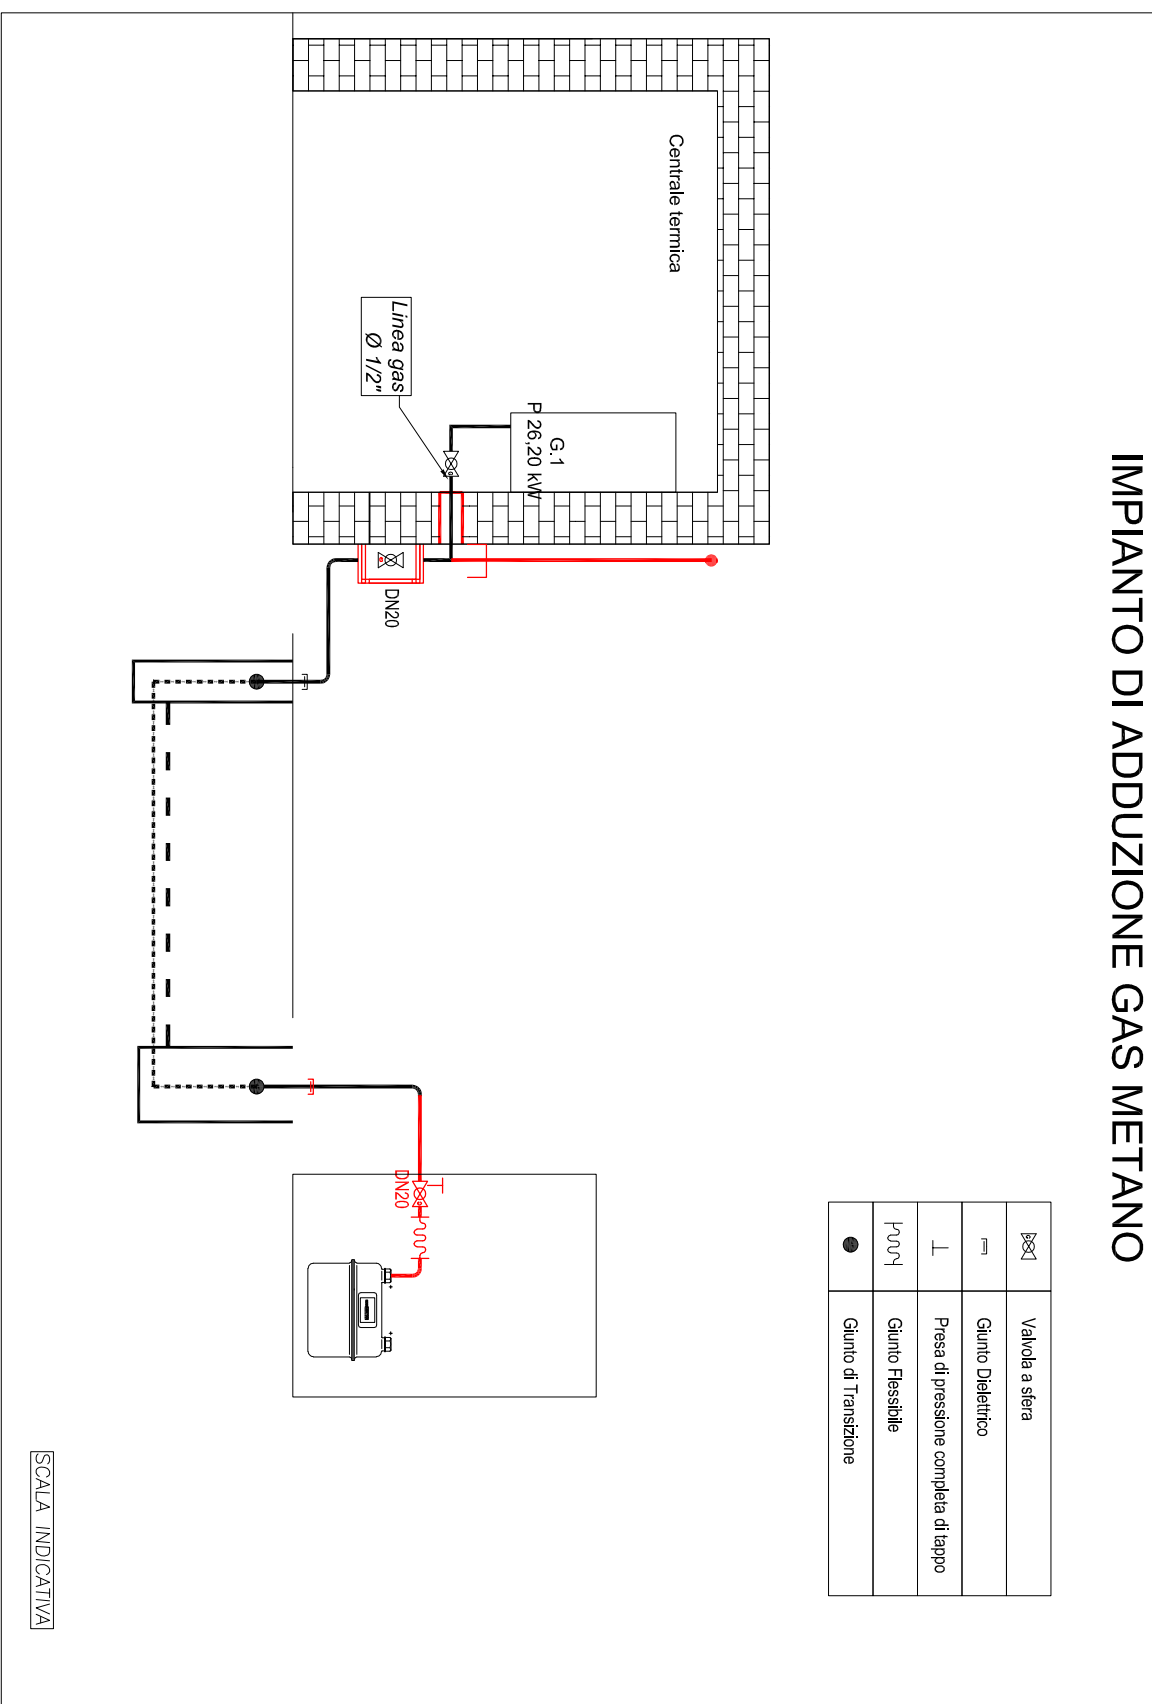 IMPIANTO DI ADDUZIONE GAS METANO
Valvola a sfera
Giunto Dielettrico
Presa di pressione completa di tappo
Giunto Flessibile
Giunto di Transizione
Centrale termica
Linea gas
Ø 1/2"
G.1
P 26,20 kW
DN20
DN20
SCALA INDICATIVA